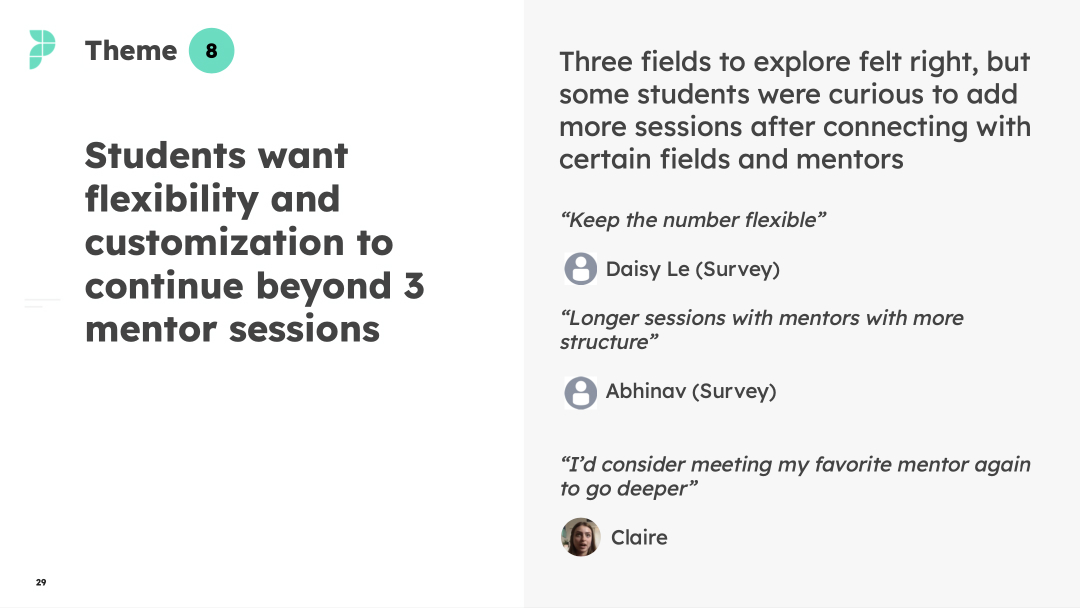 Theme 8
Students want
flexibility and
customization to
continue beyond 3
mentor sessions
Three fields to explore felt right, but
some students were curious to add
more sessions after connecting with
certain fields and mentors
“Keep the number flexible”
Daisy Le (Survey)
“Longer sessions with mentors with more
structure”
Abhinav (Survey)
“I’d consider meeting my favorite mentor again
to go deeper”
Claire
29